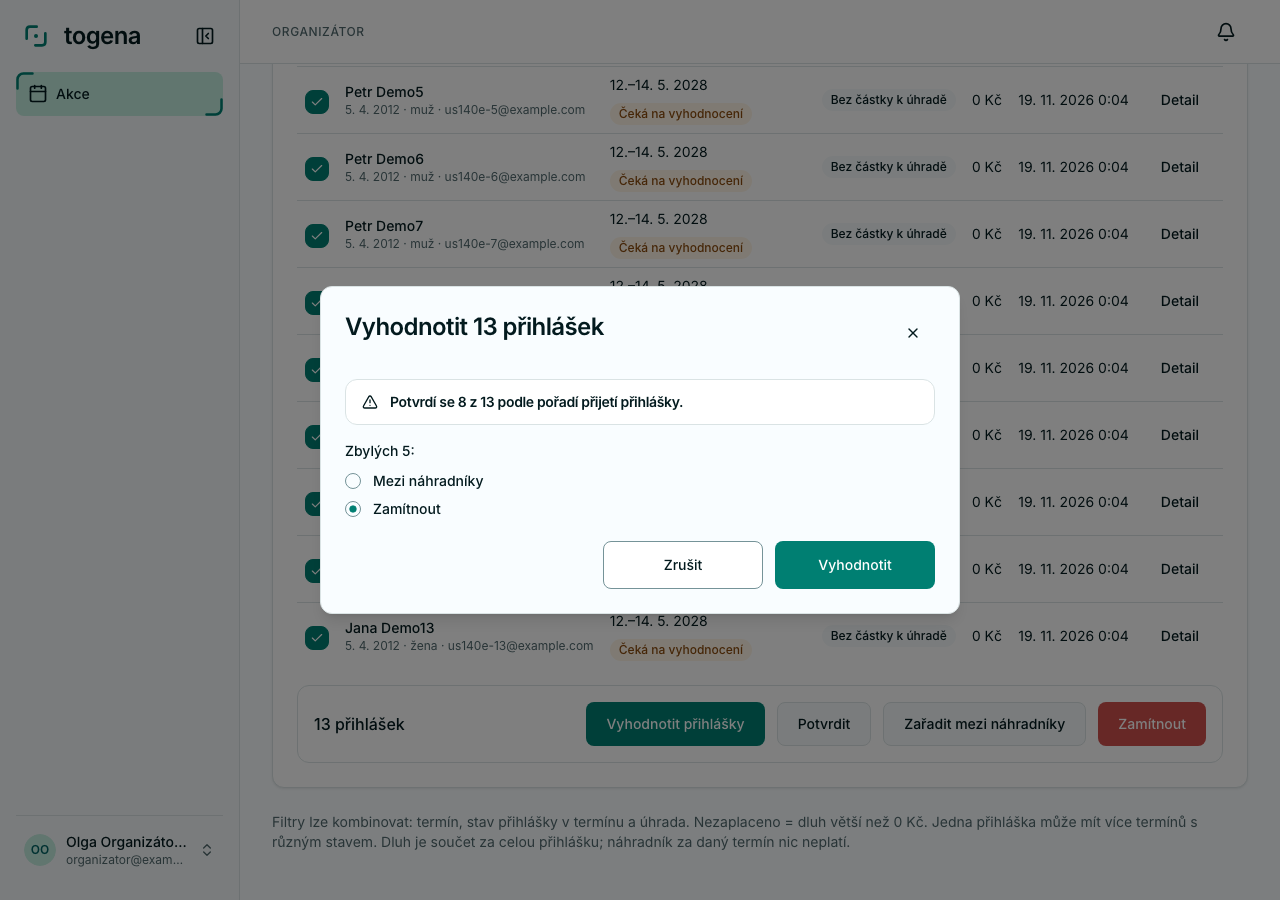 togena
ORGANIZÁTOR
Akce
Petr Demo5
5. 4. 2012 · muž · us140e-5@example.com
12.–14. 5. 2028
Čeká na vyhodnocení
Bez částky k úhradě
0 Kč
19. 11. 2026 0:04
Detail
Petr Demo6
5. 4. 2012 · muž · us140e-6@example.com
12.–14. 5. 2028
Čeká na vyhodnocení
Bez částky k úhradě
0 Kč
19. 11. 2026 0:04
Detail
Petr Demo7
5. 4. 2012 · muž · us140e-7@example.com
12.–14. 5. 2028
Čeká na vyhodnocení
Bez částky k úhradě
0 Kč
19. 11. 2026 0:04
Detail
0 Kč
19. 11. 2026 0:04
Detail
Vyhodnotit 13 přihlášek
Potvrdí se 8 z 13 podle pořadí přijetí přihlášky.
Zbylých 5:
Mezi náhradníky
Zamítnout
Zrušit
Vyhodnotit
0 Kč
19. 11. 2026 0:04
Detail
0 Kč
19. 11. 2026 0:04
Detail
0 Kč
19. 11. 2026 0:04
Detail
0 Kč
19. 11. 2026 0:04
Detail
Jana Demo13
5. 4. 2012 · žena · us140e-13@example.com
12.–14. 5. 2028
Čeká na vyhodnocení
Bez částky k úhradě
0 Kč
19. 11. 2026 0:04
Detail
13 přihlášek
Vyhodnotit přihlášky
Potvrdit
Zařadit mezi náhradníky
Zamítnout
Filtry lze kombinovat: termín, stav přihlášky v termínu a úhrada. Nezaplaceno = dluh větší než 0 Kč. Jedna přihláška může mít více termínů s
různým stavem. Dluh je součet za celou přihlášku; náhradník za daný termín nic neplatí.
OO
Olga Organizáto...
organizator@exam...